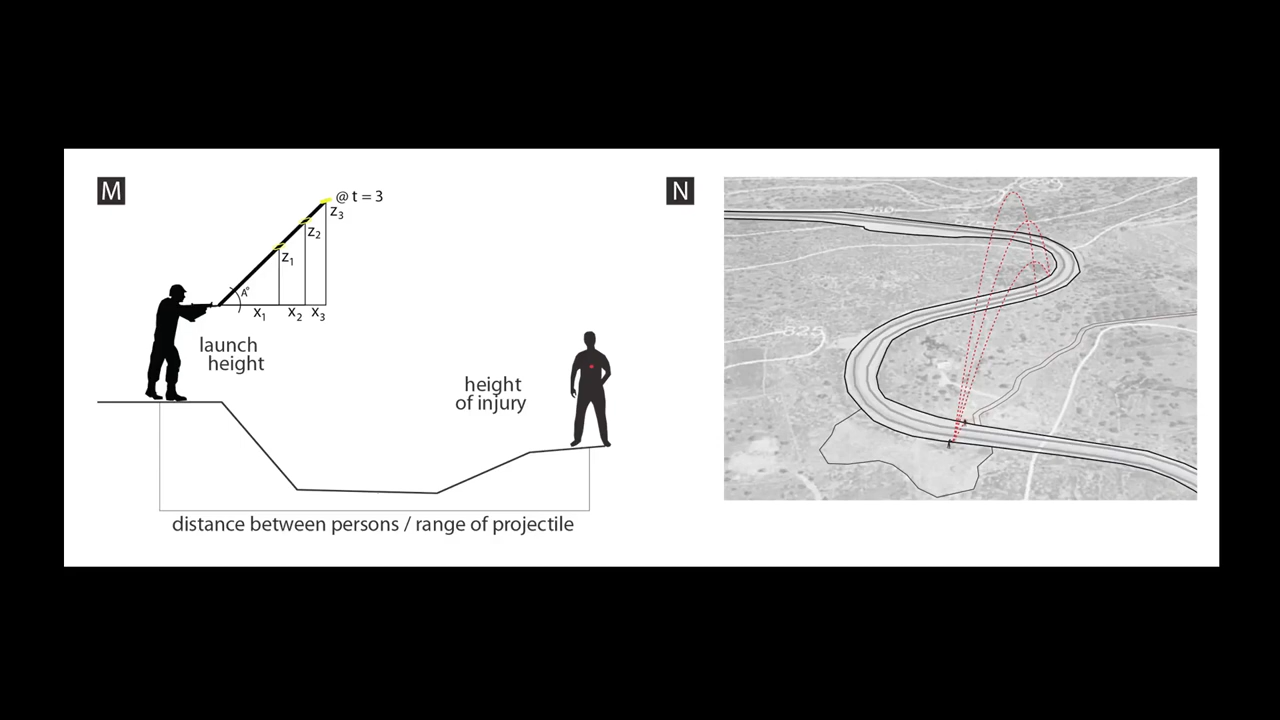 M
@ t = 3
z3
z2
z1
A°
x1 x2 x3
launch
height
height
of injury
distance between persons / range of projectile
N
825